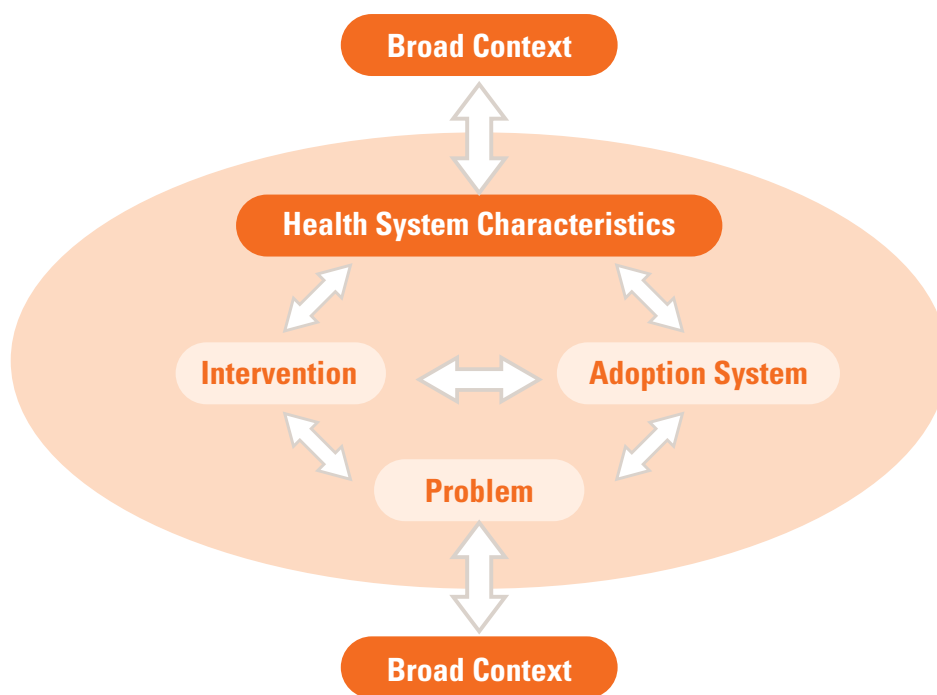 Broad Context
Health System Characteristics
Intervention
Adoption System
Problem
Broad Context